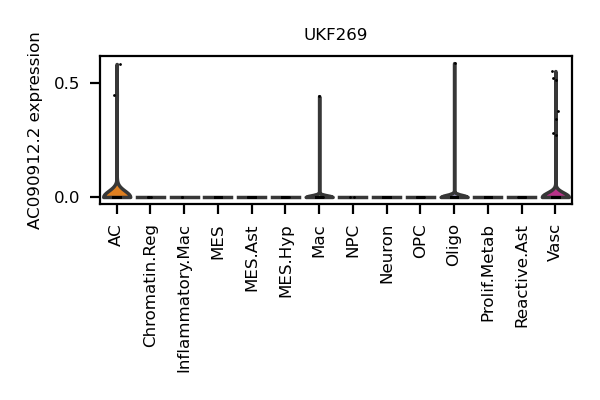 UKF269
AC090912.2 expression
0.5
0.0
AC
Chromatin.Reg
Inflammatory.Mac
MES
MES.Ast
MES.Hyp
Mac
NPC
Neuron
OPC
Oligo
Prolif.Metab
Reactive.Ast
Vasc